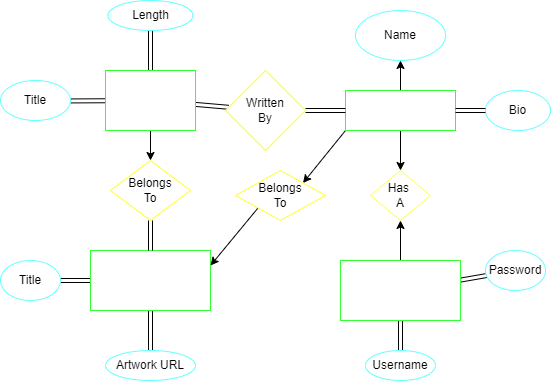 Length
Name
Title
Written
By
Bio
Belongs
To
Belongs
To
Has
A
Title
Password
Artwork URL
Username